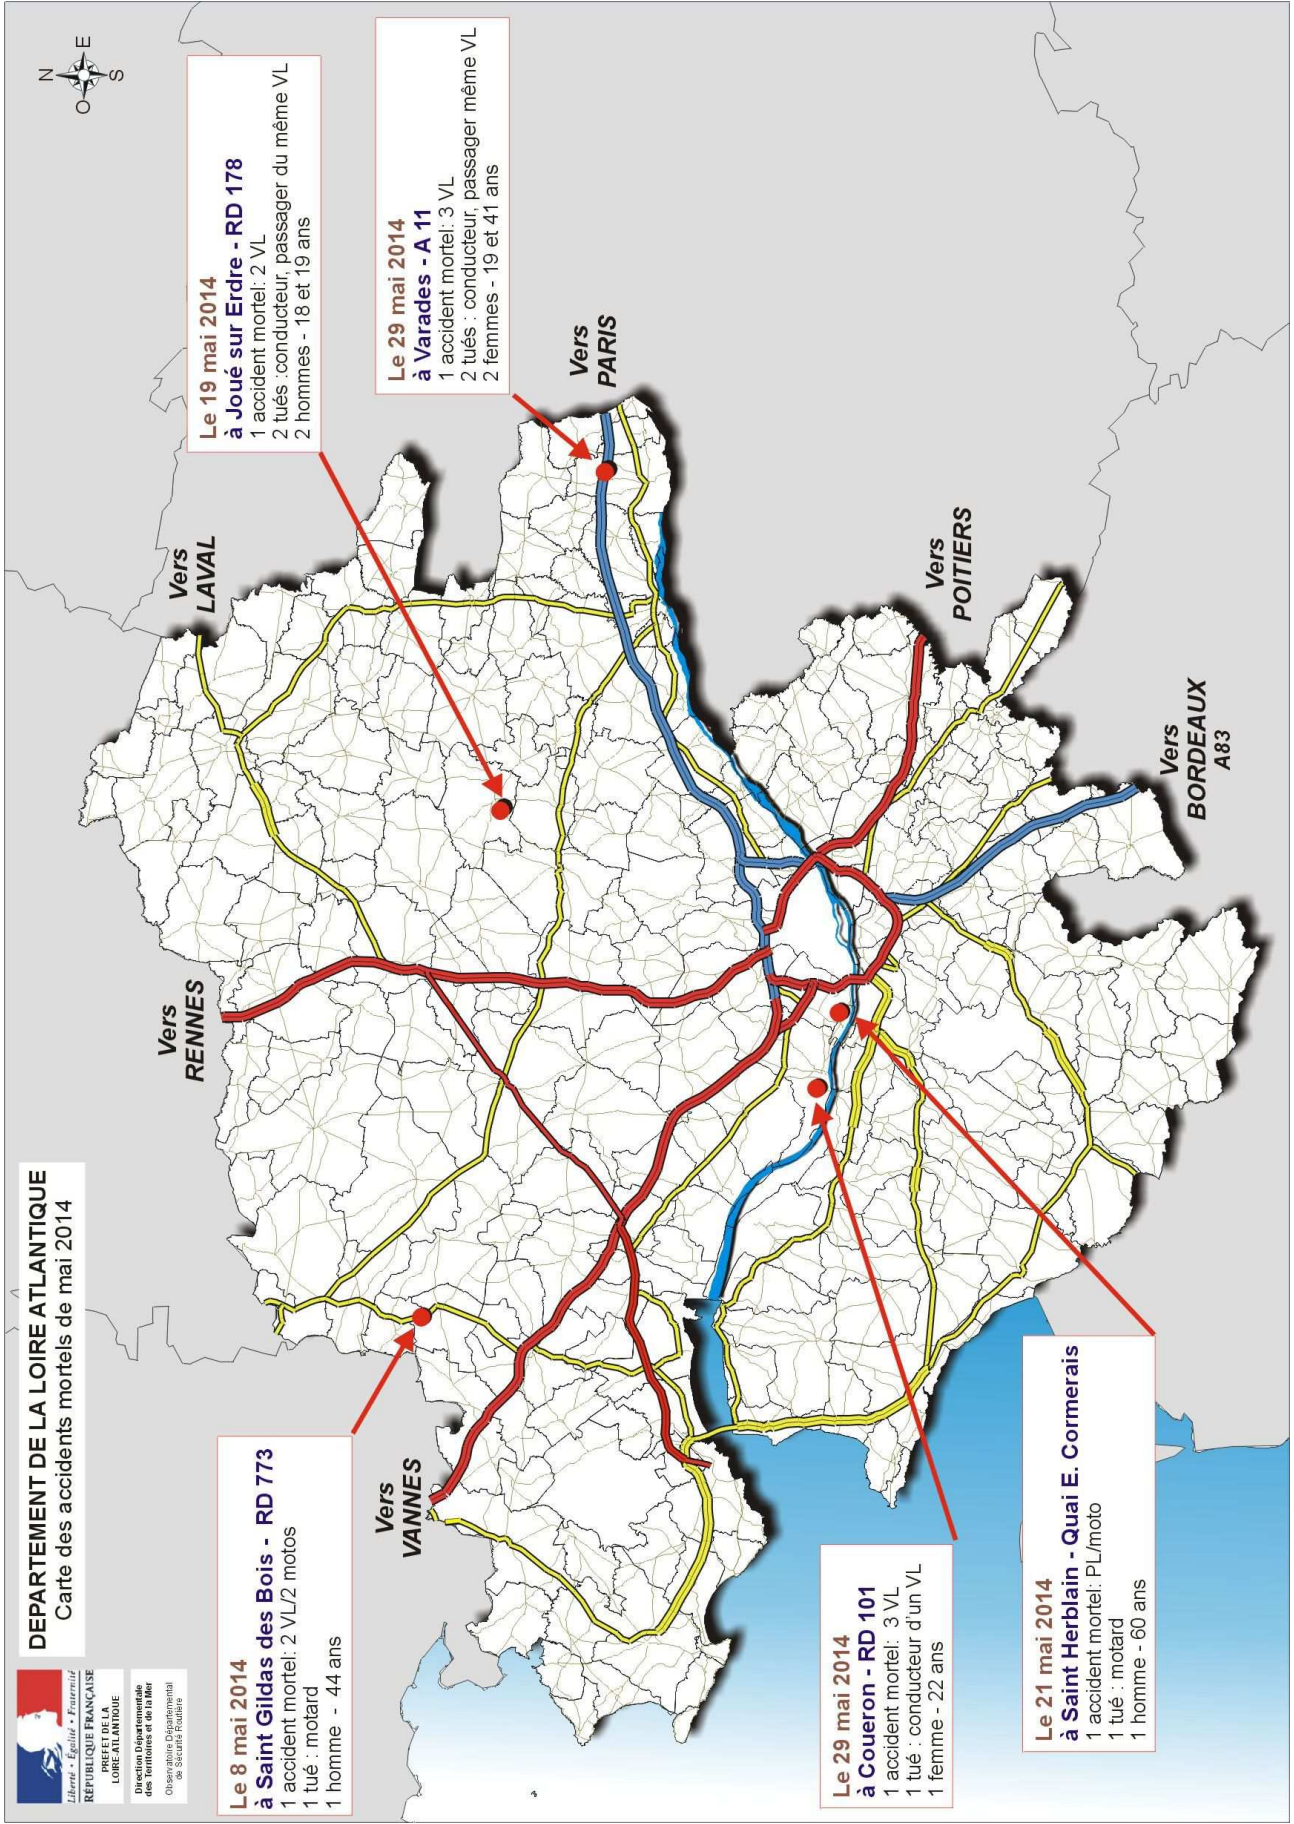 Liberté • Égalité • Fraternité
RÉPUBLIQUE FRANÇAISE
PREFET DE LA
LOIRE-ATLANTIQUE
Direction Départementale
des Territoires et de la Mer
Observatoire Départemental
de Sécurité Routière
DEPARTEMENT DE LA LOIRE ATLANTIQUE
Carte des accidents mortels de mai 2014
N
O
E
S
Le 8 mai 2014
à Saint Gildas des Bois - RD 773
1 accident mortel: 2 VL/2 motos
1 tué : motard
1 homme - 44 ans
Vers
RENNES
Vers
LAVAL
Le 19 mai 2014
à Joué sur Erdre - RD 178
1 accident mortel: 2 VL
2 tués :conducteur, passager du même VL
2 hommes - 18 et 19 ans
Vers
VANNES
Le 29 mai 2014
à Varades - A 11
1 accident mortel: 3 VL
2 tués : conducteur, passager même VL
2 femmes - 19 et 41 ans
Vers
PARIS
Le 29 mai 2014
à Coueron - RD 101
1 accident mortel: 3 VL
1 tué : conducteur d'un VL
1 femme - 22 ans
Vers
POITIERS
Le 21 mai 2014
à Saint Herblain - Quai E. Cormerais
1 accident mortel: PL/moto
1 tué : motard
1 homme - 60 ans
Vers
BORDEAUX
A83